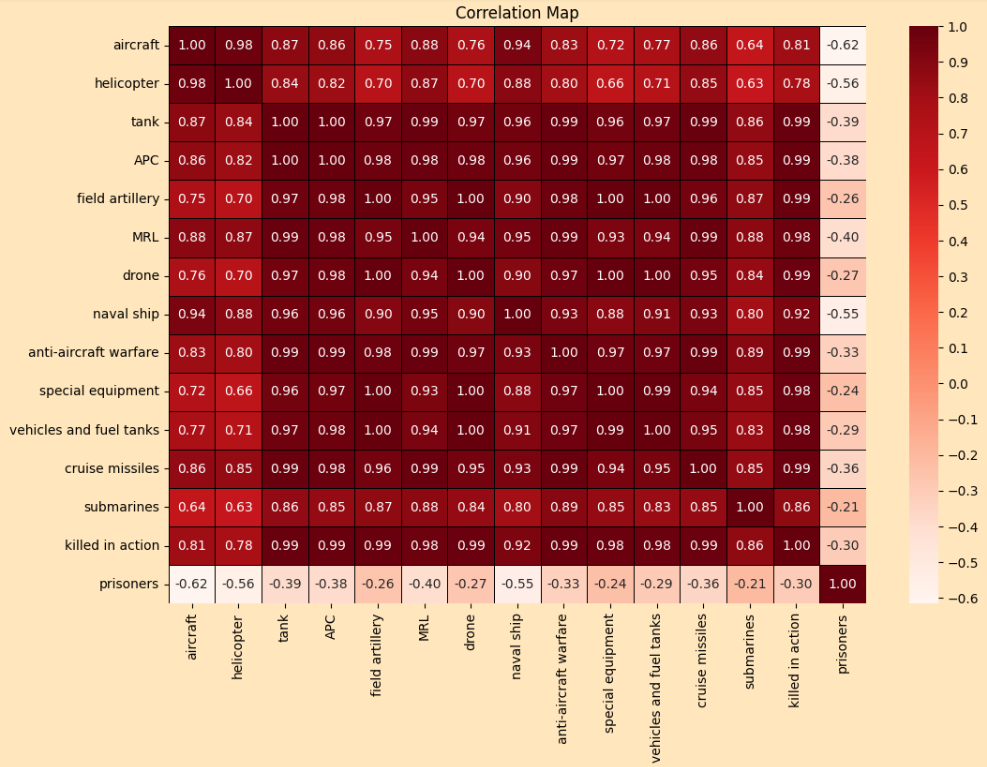 Correlation Map
aircraft 1.00 0.98 0.87 0.86 0.75 0.88 0.76 0.94 0.83 0.72 0.77 0.86 0.64 0.81 -0.62
helicopter 0.98 1.00 0.84 0.82 0.70 0.87 0.70 0.88 0.80 0.66 0.71 0.85 0.63 0.78 -0.56
tank 0.87 0.84 1.00 1.00 0.97 0.99 0.97 0.96 0.99 0.96 0.97 0.99 0.86 0.99 -0.39
APC 0.86 0.82 1.00 1.00 0.98 0.98 0.98 0.96 0.99 0.97 0.98 0.98 0.85 0.99 -0.38
field artillery 0.75 0.70 0.97 0.98 1.00 0.95 1.00 0.90 0.98 1.00 1.00 0.96 0.87 0.99 -0.26
MRL 0.88 0.87 0.99 0.98 0.95 1.00 0.94 0.95 0.99 0.93 0.94 0.99 0.88 0.98 -0.40
drone 0.76 0.70 0.97 0.98 1.00 0.94 1.00 0.90 0.97 1.00 1.00 0.95 0.84 0.99 -0.27
naval ship 0.94 0.88 0.96 0.96 0.90 0.95 0.90 1.00 0.93 0.88 0.91 0.93 0.80 0.92 -0.55
anti-aircraft warfare 0.83 0.80 0.99 0.99 0.98 0.99 0.97 0.93 1.00 0.97 0.97 0.99 0.89 0.99 -0.33
special equipment 0.72 0.66 0.96 0.97 1.00 0.93 1.00 0.88 0.97 1.00 0.99 0.94 0.85 0.98 -0.24
vehicles and fuel tanks 0.77 0.71 0.97 0.98 1.00 0.94 1.00 0.91 0.97 0.99 1.00 0.95 0.83 0.98 -0.29
cruise missiles 0.86 0.85 0.99 0.98 0.96 0.99 0.95 0.93 0.99 0.94 0.95 1.00 0.85 0.99 -0.36
submarines 0.64 0.63 0.86 0.85 0.87 0.88 0.84 0.80 0.89 0.85 0.83 0.85 1.00 0.86 -0.21
killed in action 0.81 0.78 0.99 0.99 0.99 0.98 0.99 0.92 0.99 0.98 0.98 0.99 0.86 1.00 -0.30
prisoners -0.62 -0.56 -0.39 -0.38 -0.26 -0.40 -0.27 -0.55 -0.33 -0.24 -0.29 -0.36 -0.21 -0.30 1.00
aircraft
helicopter
tank
APC
field artillery
MRL
drone
naval ship
anti-aircraft warfare
special equipment
vehicles and fuel tanks
cruise missiles
submarines
killed in action
prisoners
1.0
0.9
0.8
0.7
0.6
0.5
0.4
0.3
0.2
0.1
0.0
−0.1
−0.2
−0.3
−0.4
−0.5
−0.6